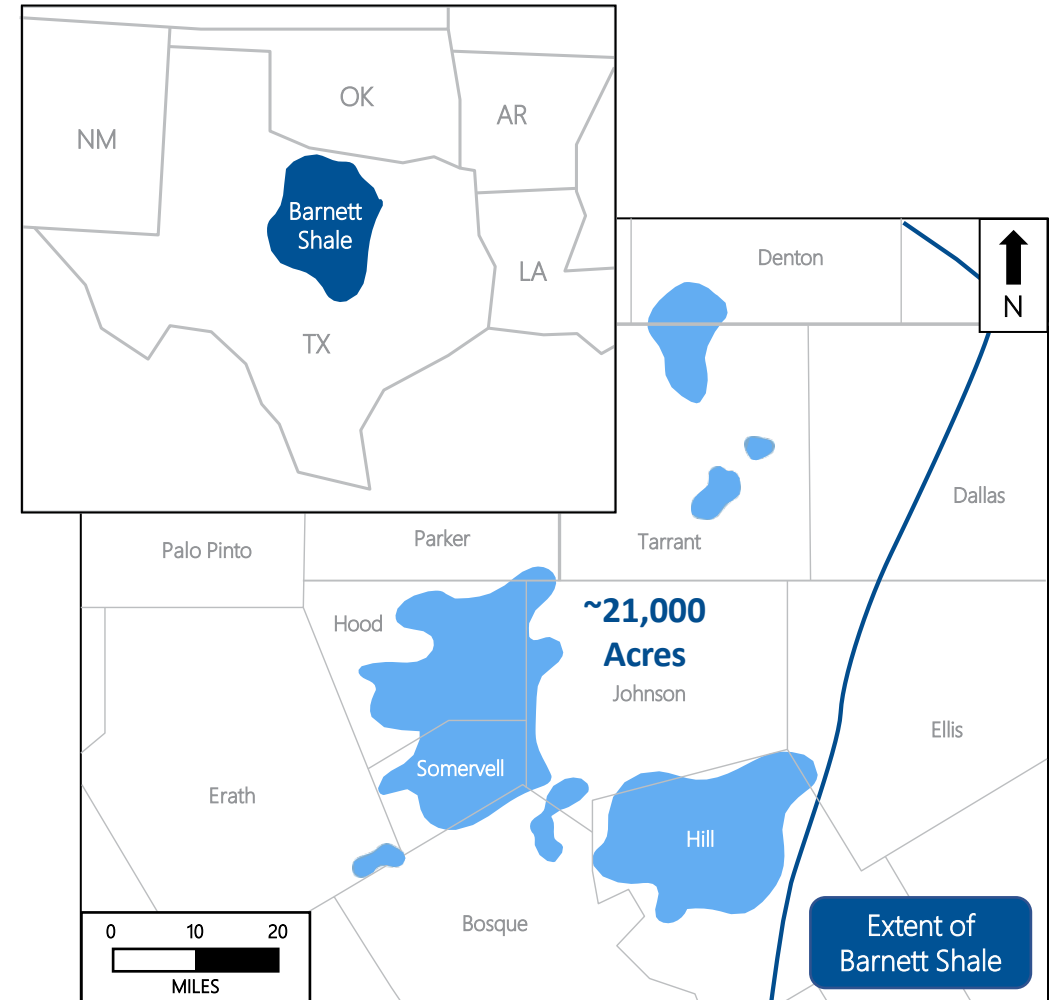 OK
AR
NM
Barnett
Shale
LA
TX
Denton
N
Dallas
Parker
Tarrant
Palo Pinto
Hood
~21,000
Acres
Johnson
Ellis
Somervell
Erath
Hill
Bosque
Extent of
Barnett Shale
0 10 20
MILES